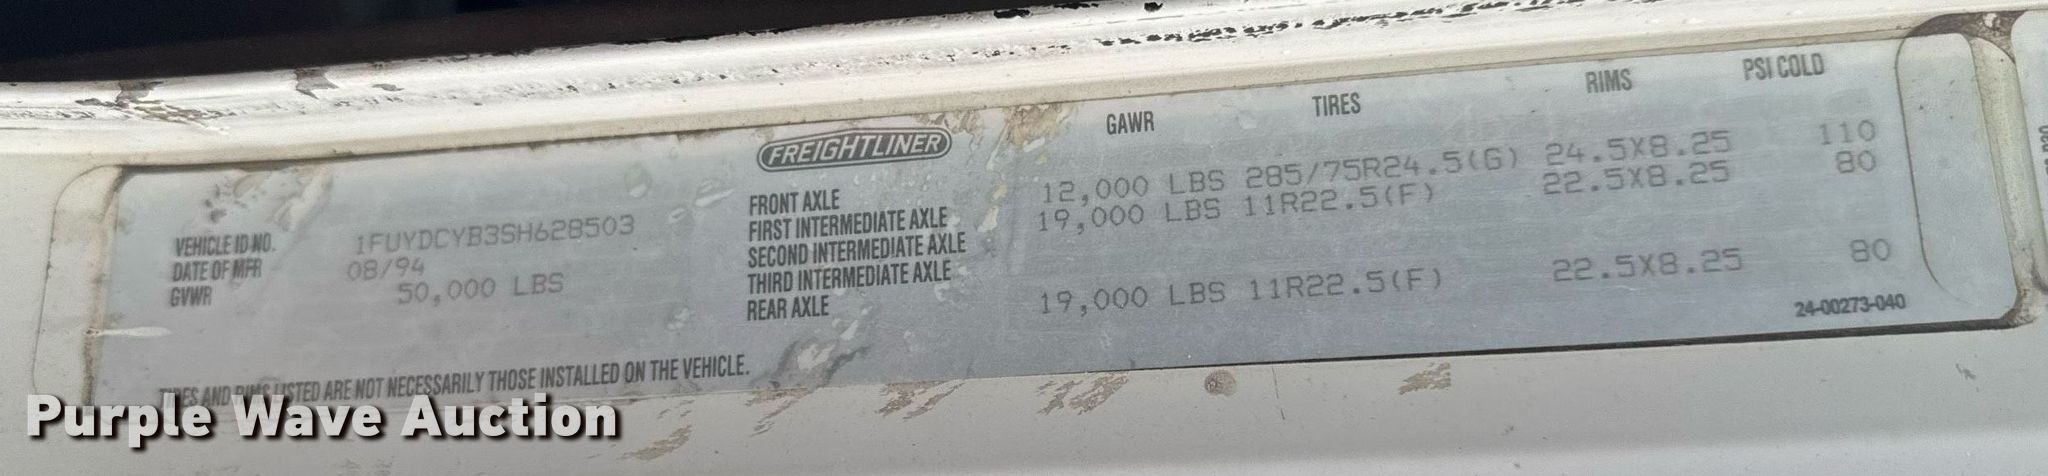 FREIGHTLINER
VEHICLE ID NO. 1FUYDCYB3SH628503
DATE OF MFR 08/94
GVWR 50,000 LBS
GAWR TIRES RIMS PSI COLD
FRONT AXLE 12,000 LBS 285/75R24.5(G) 24.5X8.25 110
FIRST INTERMEDIATE AXLE 19,000 LBS 11R22.5(F) 22.5X8.25 80
SECOND INTERMEDIATE AXLE
THIRD INTERMEDIATE AXLE
REAR AXLE 19,000 LBS 11R22.5(F) 22.5X8.25 80
24-00273-040
TIRES AND RIMS LISTED ARE NOT NECESSARILY THOSE INSTALLED ON THE VEHICLE.
Purple Wave Auction